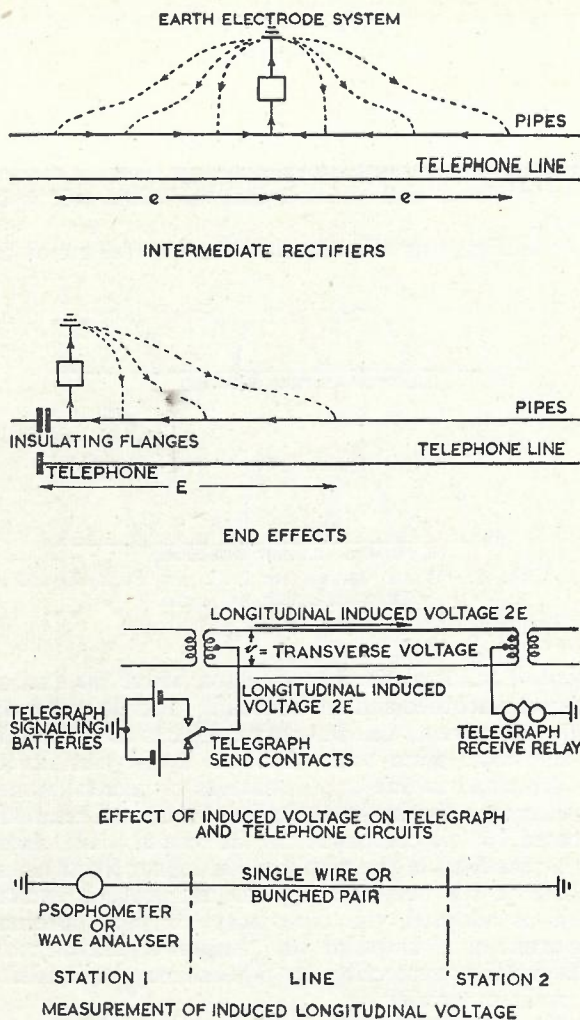 EARTH ELECTRODE SYSTEM
PIPES
TELEPHONE LINE
e
e
INTERMEDIATE RECTIFIERS
PIPES
INSULATING FLANGES
TELEPHONE LINE
TELEPHONE
E
END EFFECTS
LONGITUDINAL INDUCED VOLTAGE 2E
= TRANSVERSE VOLTAGE
LONGITUDINAL INDUCED
VOLTAGE 2E
TELEGRAPH
SIGNALLING
BATTERIES
TELEGRAPH
SEND CONTACTS
TELEGRAPH
RECEIVE RELAY
EFFECT OF INDUCED VOLTAGE ON TELEGRAPH
AND TELEPHONE CIRCUITS
SINGLE WIRE OR
BUNCHED PAIR
PSOPHOMETER
OR
WAVE ANALYSER
STATION 1
LINE
STATION 2
MEASUREMENT OF INDUCED LONGITUDINAL VOLTAGE